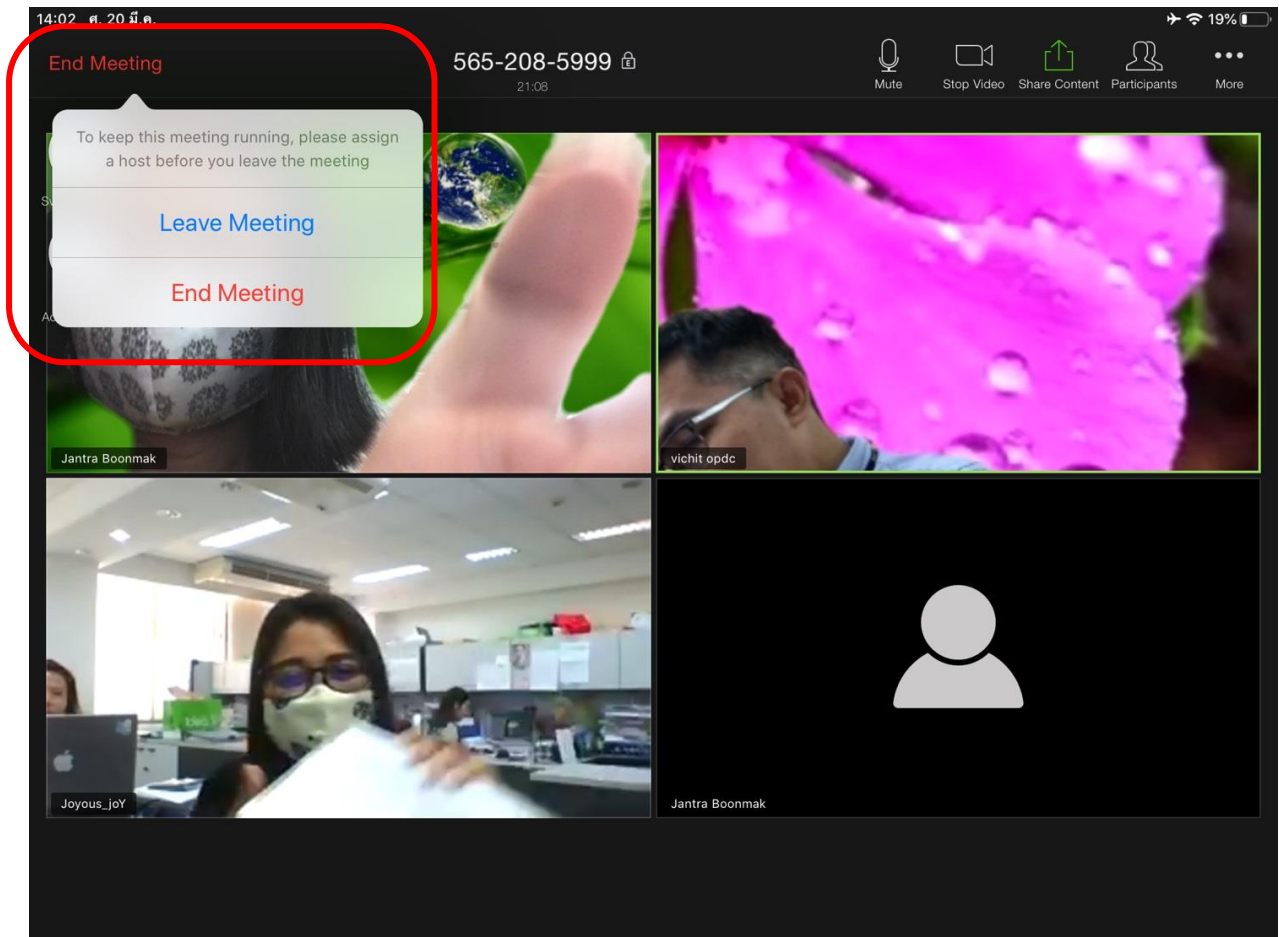 14:02 ศ. 20 มี.ค.
19%
End Meeting
565-208-5999
21:08
Mute
Stop Video
Share Content
Participants
More
To keep this meeting running, please assign
a host before you leave the meeting
Leave Meeting
End Meeting
Jantra Boonmak
vichit opdc
Joyous_joY
Jantra Boonmak